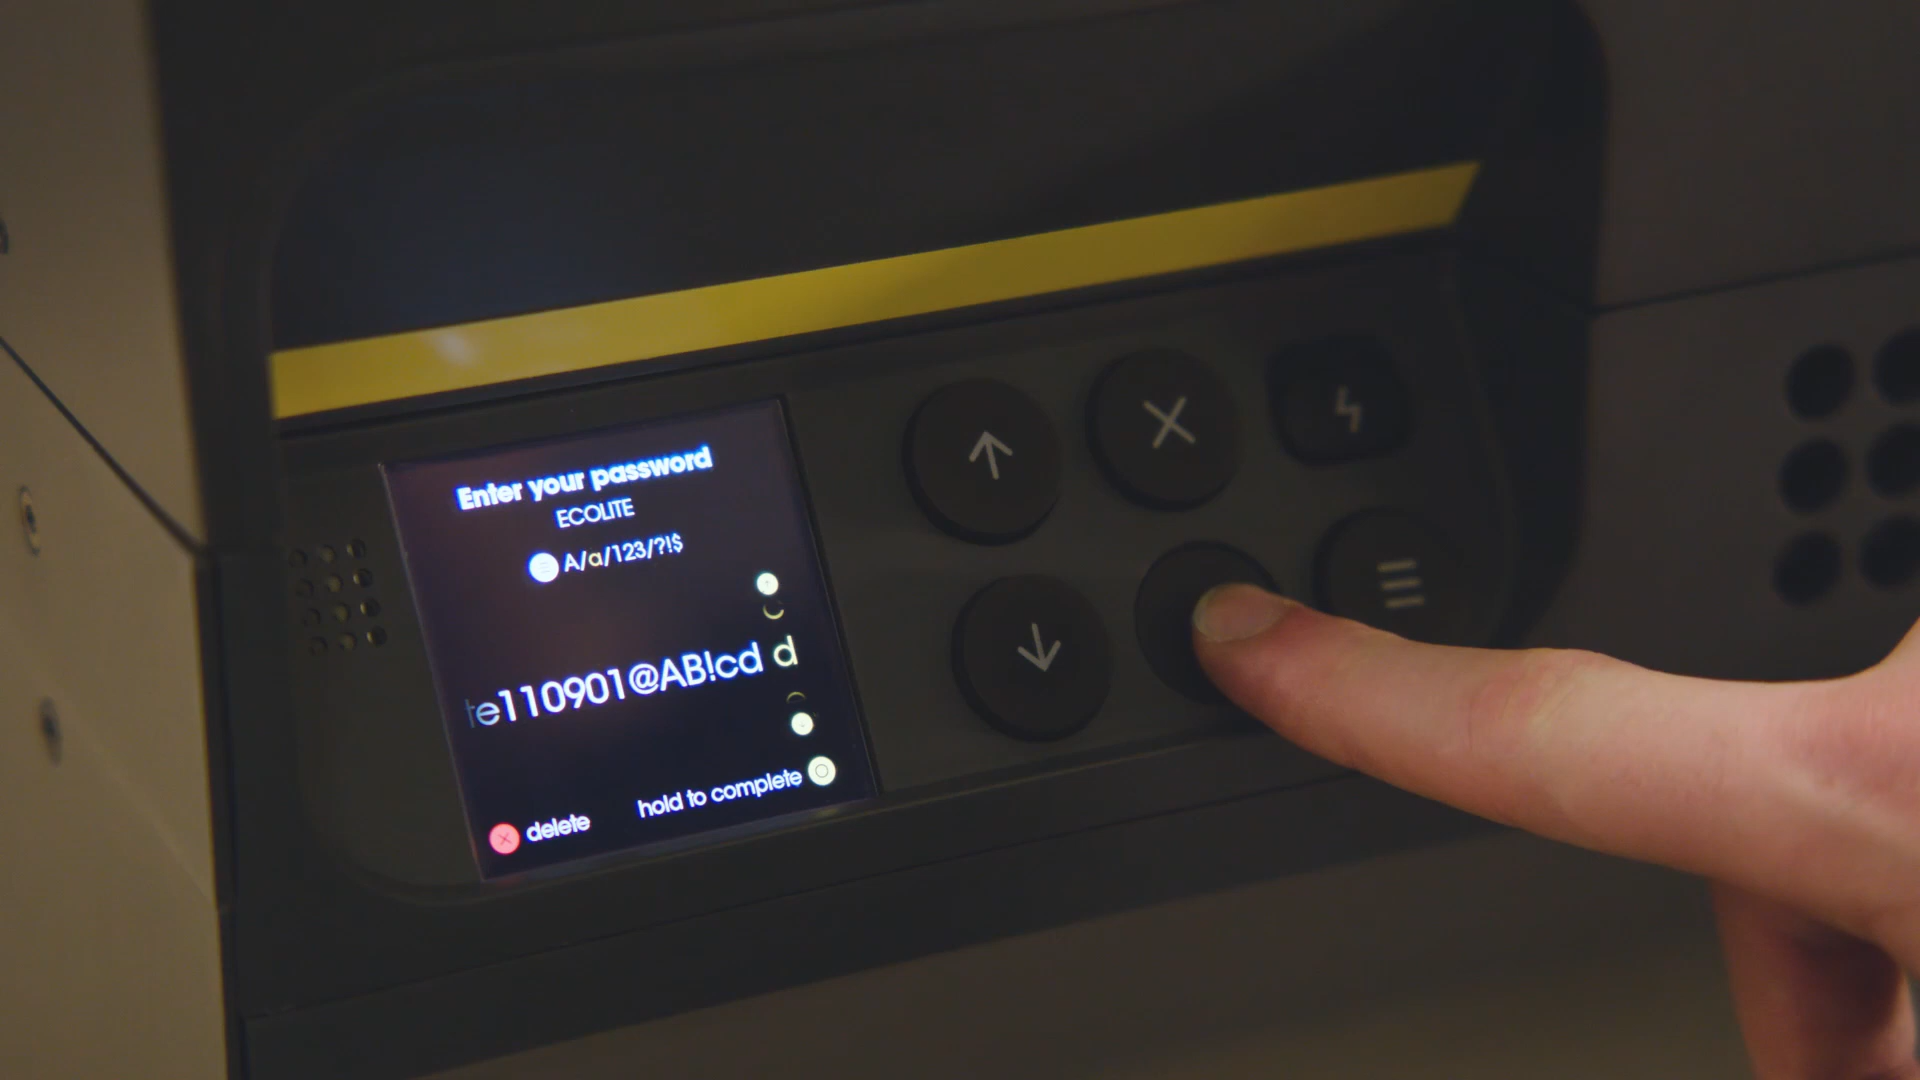 Enter your password
ECOLITE
A/a/123/?!$
te110901@AB!cd d
delete
hold to complete